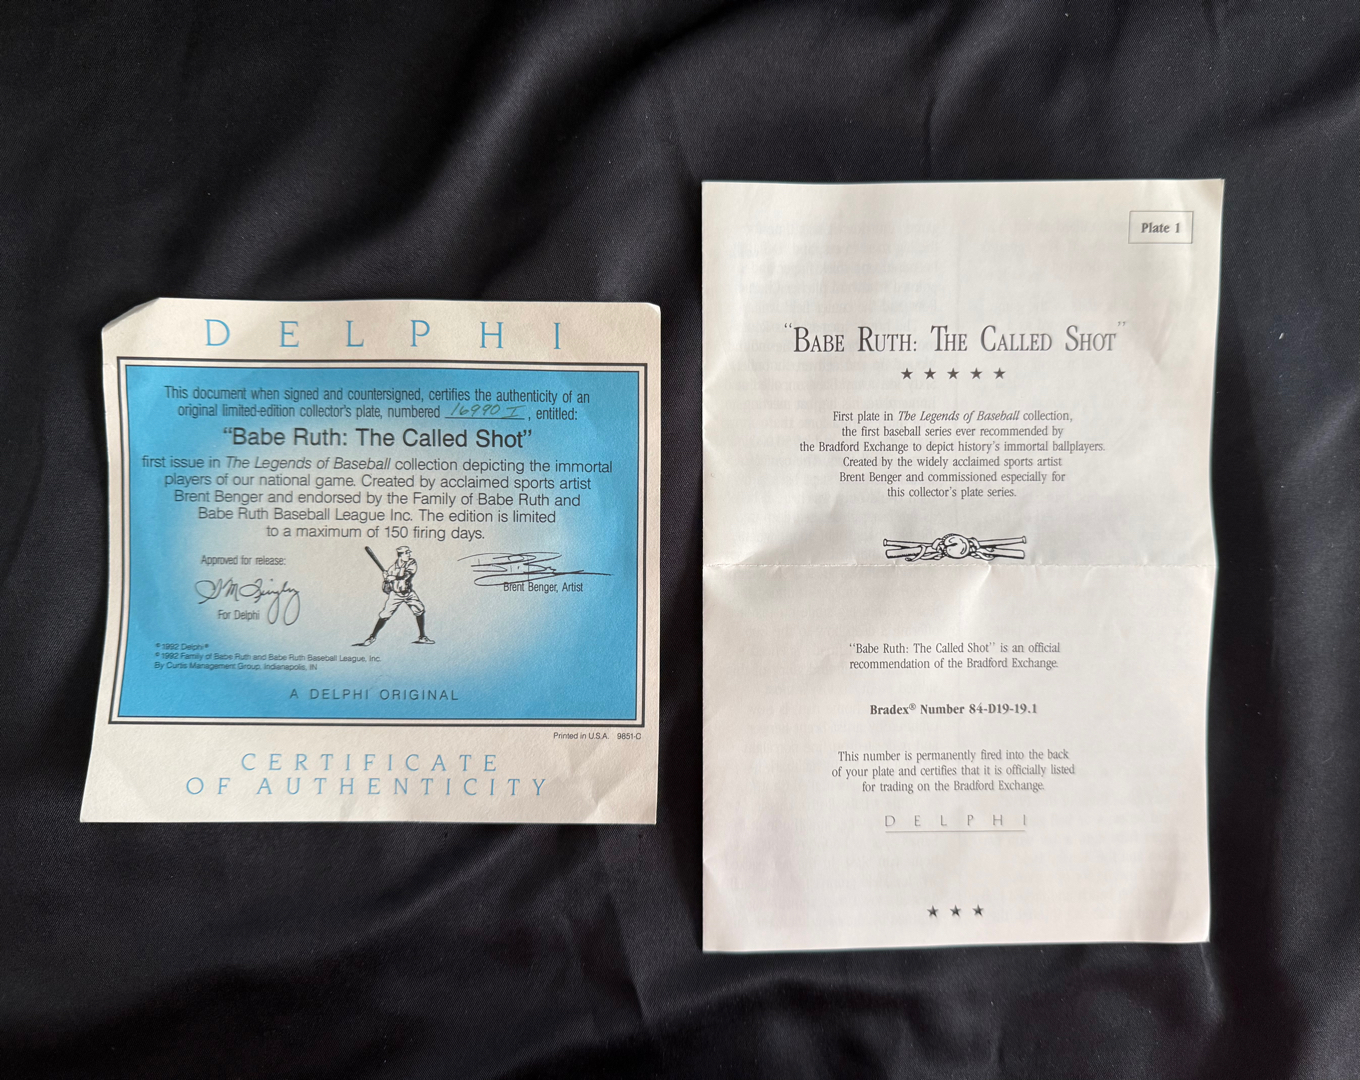 DELPHI
This document when signed and countersigned, certifies the authenticity of an
original limited-edition collector's plate, numbered 16990 I, entitled:
"Babe Ruth: The Called Shot"
first issue in The Legends of Baseball collection depicting the immortal
players of our national game. Created by acclaimed sports artist
Brent Benger and endorsed by the Family of Babe Ruth and
Babe Ruth Baseball League Inc. The edition is limited
to a maximum of 150 firing days.
Approved for release:
For Delphi
Brent Benger, Artist
© 1992 Delphi®
© 1992 Family of Babe Ruth and Babe Ruth Baseball League, Inc.
By Curtis Management Group, Indianapolis, IN
A DELPHI ORIGINAL
Printed in U.S.A. 9851-C
CERTIFICATE
OF AUTHENTICITY
Plate 1
"BABE RUTH: THE CALLED SHOT"
★ ★ ★ ★ ★
First plate in The Legends of Baseball collection,
the first baseball series ever recommended by
the Bradford Exchange to depict history's immortal ballplayers.
Created by the widely acclaimed sports artist
Brent Benger and commissioned especially for
this collector's plate series.
"Babe Ruth: The Called Shot" is an official
recommendation of the Bradford Exchange.
Bradex® Number 84-D19-19.1
This number is permanently fired into the back
of your plate and certifies that it is officially listed
for trading on the Bradford Exchange.
DELPHI
★ ★ ★